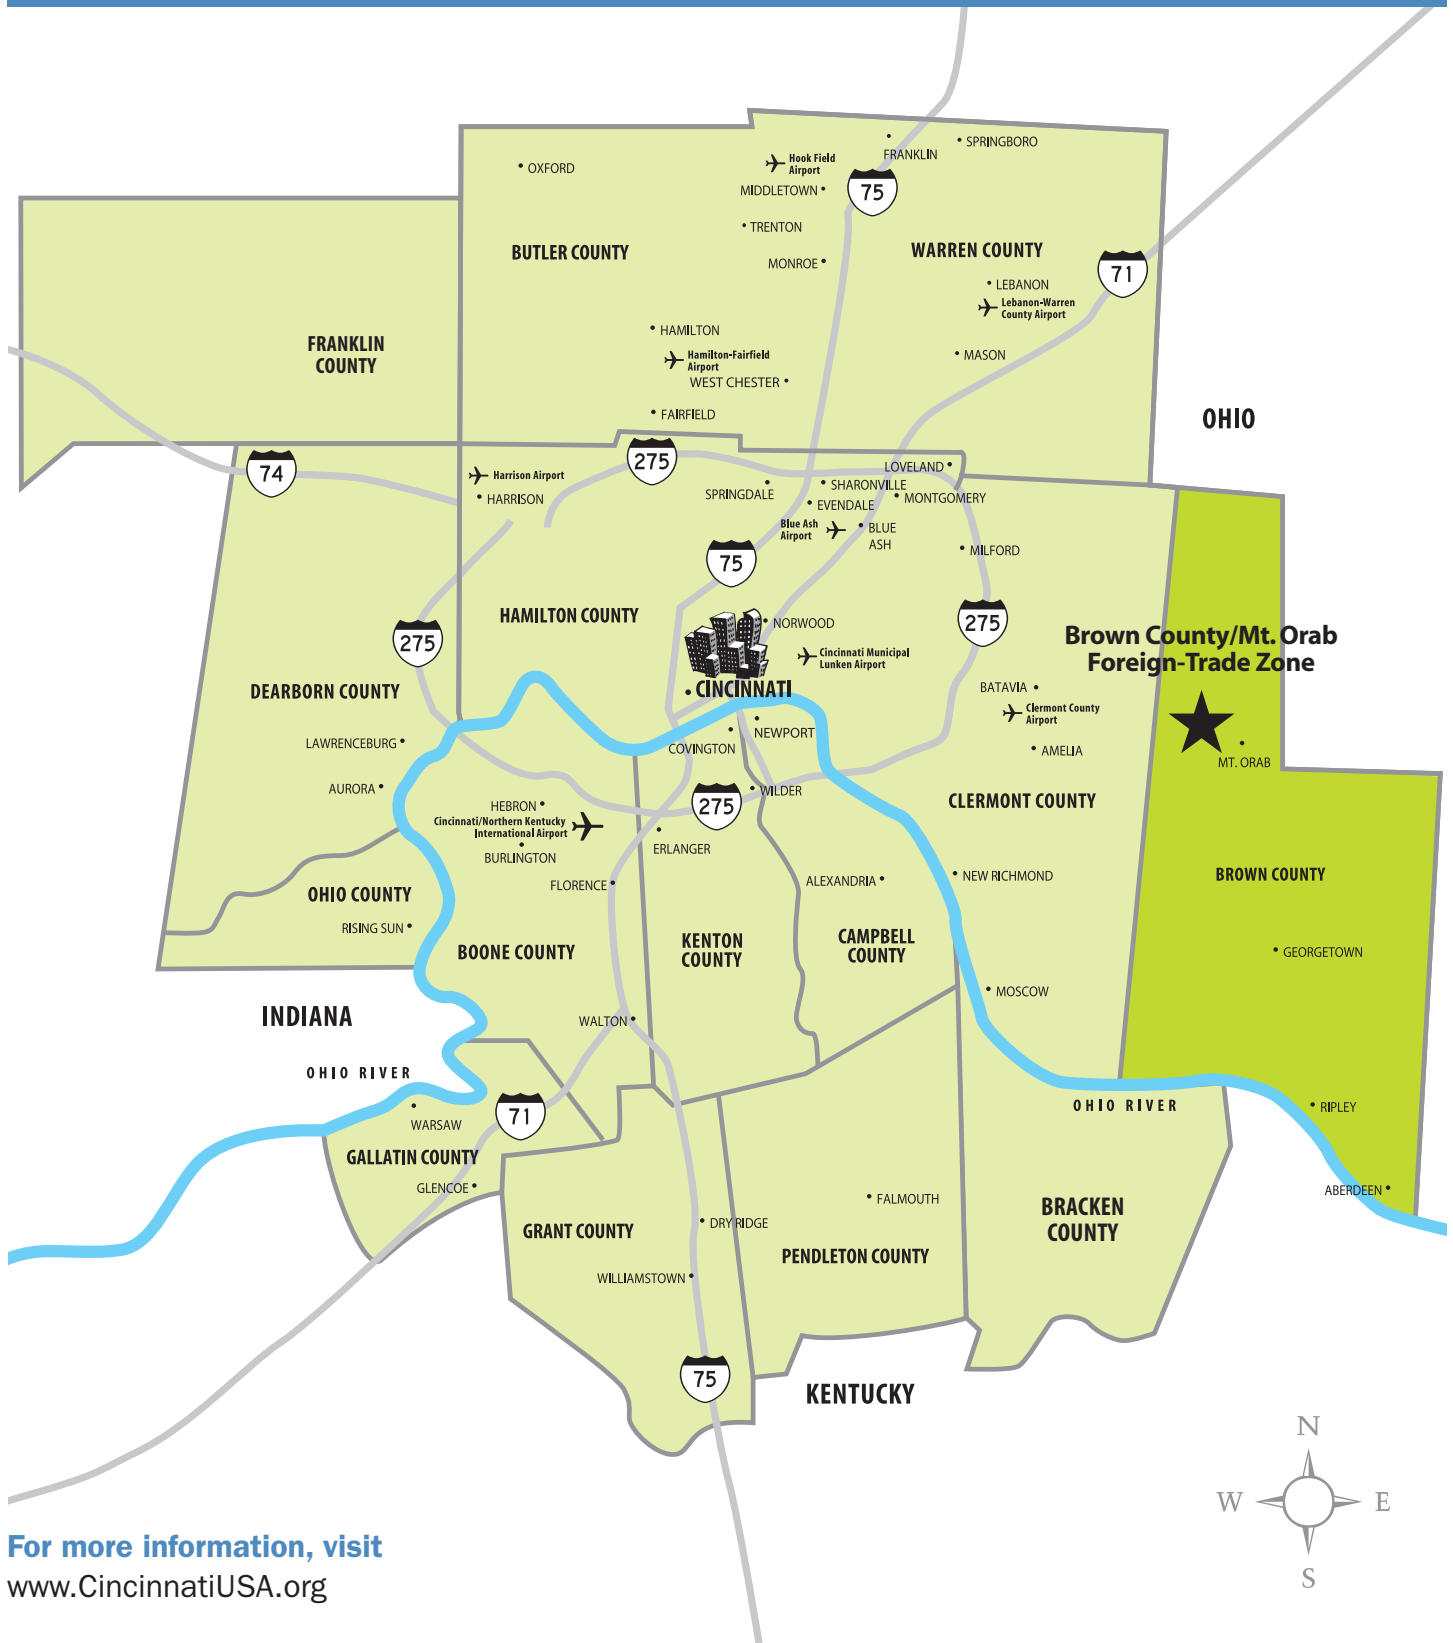 FRANKLIN
SPRINGBORO
OXFORD
Hook Field
Airport
MIDDLETOWN
75
TRENTON
MONROE
BUTLER COUNTY
WARREN COUNTY
71
LEBANON
Lebanon-Warren
County Airport
HAMILTON
Hamilton-Fairfield
Airport
WEST CHESTER
MASON
FRANKLIN
COUNTY
FAIRFIELD
OHIO
74
275
Harrison Airport
HARRISON
LOVELAND
SPRINGDALE
SHARONVILLE
MONTGOMERY
EVENDALE
Blue Ash
Airport
BLUE
ASH
MILFORD
75
HAMILTON COUNTY
275
275
NORWOOD
Cincinnati Municipal
Lunken Airport
Brown County/Mt. Orab
Foreign-Trade Zone
CINCINNATI
DEARBORN COUNTY
BATAVIA
Clermont County
Airport
AMELIA
MT. ORAB
LAWRENCEBURG
NEWPORT
COVINGTON
AURORA
WILDER
275
CLERMONT COUNTY
HEBRON
Cincinnati/Northern Kentucky
International Airport
BURLINGTON
ERLANGER
FLORENCE
ALEXANDRIA
NEW RICHMOND
BROWN COUNTY
OHIO COUNTY
RISING SUN
BOONE COUNTY
KENTON
COUNTY
CAMPBELL
COUNTY
GEORGETOWN
MOSCOW
INDIANA
WALTON
OHIO RIVER
OHIO RIVER
RIPLEY
WARSAW
71
GALLATIN COUNTY
GLENCOE
ABERDEEN
FALMOUTH
BRACKEN
COUNTY
GRANT COUNTY
DRY RIDGE
PENDLETON COUNTY
WILLIAMSTOWN
75
KENTUCKY
N
W
E
S
For more information, visit
www.CincinnatiUSA.org